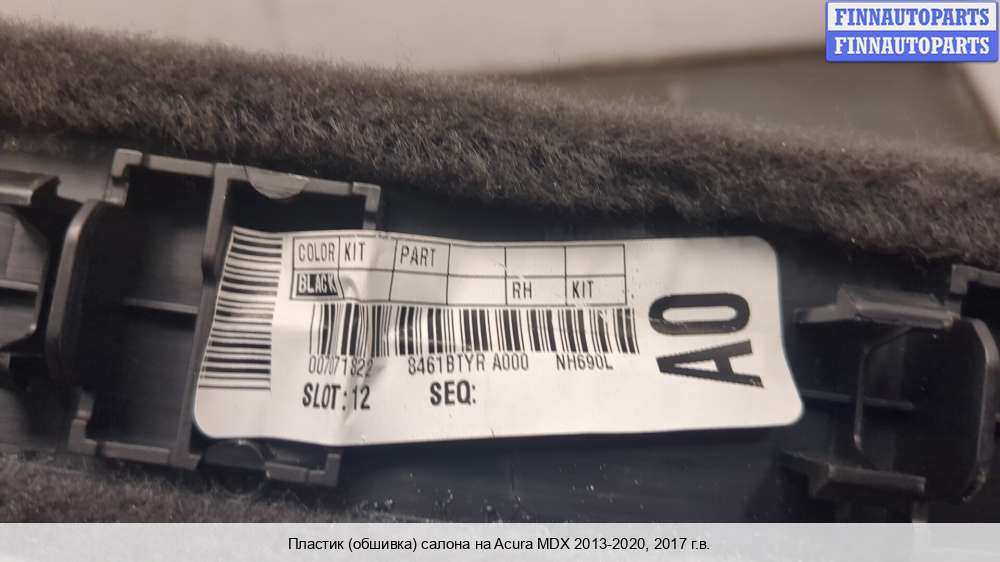 FINNAUTOPARTS
FINNAUTOPARTS
COLOR KIT PART
BLACK RH KIT
007071822 8461BTYR A000 NH690L
SLOT: 12 SEQ:
A0
Пластик (обшивка) салона на Acura MDX 2013-2020, 2017 г.в.